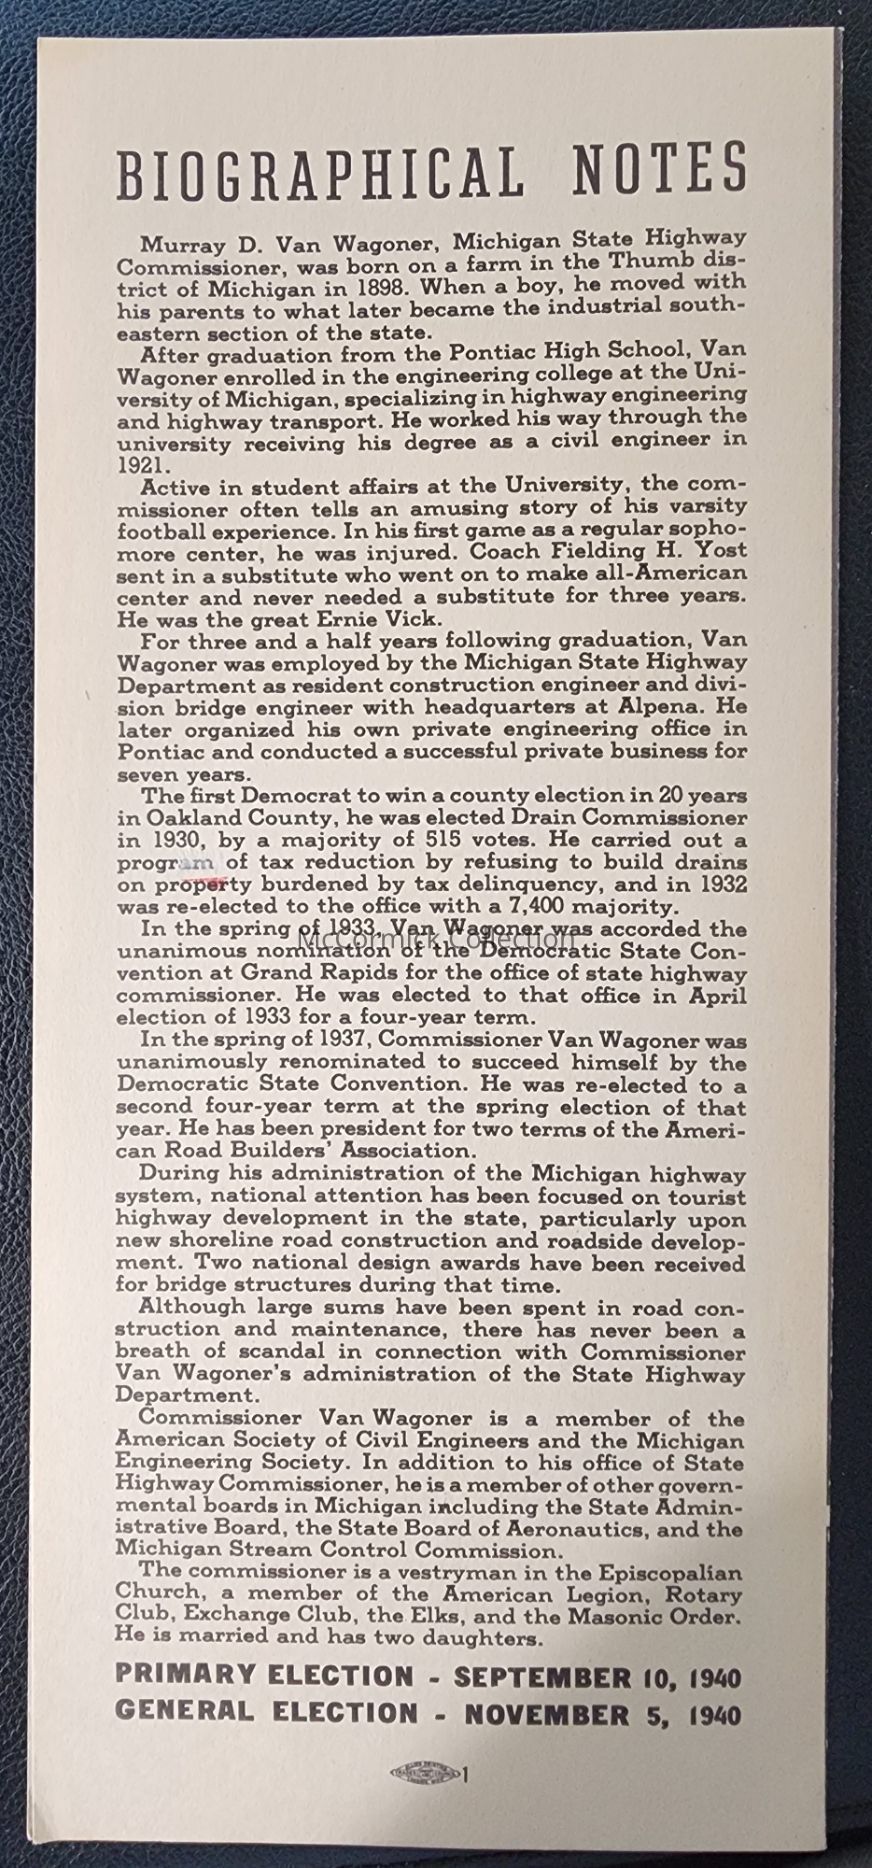 BIOGRAPHICAL NOTES
Murray D. Van Wagoner, Michigan State Highway
Commissioner, was born on a farm in the Thumb dis-
trict of Michigan in 1898. When a boy, he moved with
his parents to what later became the industrial south-
eastern section of the state.
After graduation from the Pontiac High School, Van
Wagoner enrolled in the engineering college at the Uni-
versity of Michigan, specializing in highway engineering
and highway transport. He worked his way through the
university receiving his degree as a civil engineer in
1921.
Active in student affairs at the University, the com-
missioner often tells an amusing story of his varsity
football experience. In his first game as a regular sopho-
more center, he was injured. Coach Fielding H. Yost
sent in a substitute who went on to make all-American
center and never needed a substitute for three years.
He was the great Ernie Vick.
For three and a half years following graduation, Van
Wagoner was employed by the Michigan State Highway
Department as resident construction engineer and divi-
sion bridge engineer with headquarters at Alpena. He
later organized his own private engineering office in
Pontiac and conducted a successful private business for
seven years.
The first Democrat to win a county election in 20 years
in Oakland County, he was elected Drain Commissioner
in 1930, by a majority of 515 votes. He carried out a
program of tax reduction by refusing to build drains
on property burdened by tax delinquency, and in 1932
was re-elected to the office with a 7,400 majority.
In the spring of 1933, Van Wagoner was accorded the
McCormick Collection
unanimous nomination of the Democratic State Con-
vention at Grand Rapids for the office of state highway
commissioner. He was elected to that office in April
election of 1933 for a four-year term.
In the spring of 1937, Commissioner Van Wagoner was
unanimously renominated to succeed himself by the
Democratic State Convention. He was re-elected to a
second four-year term at the spring election of that
year. He has been president for two terms of the Ameri-
can Road Builders' Association.
During his administration of the Michigan highway
system, national attention has been focused on tourist
highway development in the state, particularly upon
new shoreline road construction and roadside develop-
ment. Two national design awards have been received
for bridge structures during that time.
Although large sums have been spent in road con-
struction and maintenance, there has never been a
breath of scandal in connection with Commissioner
Van Wagoner's administration of the State Highway
Department.
Commissioner Van Wagoner is a member of the
American Society of Civil Engineers and the Michigan
Engineering Society. In addition to his office of State
Highway Commissioner, he is a member of other govern-
mental boards in Michigan including the State Admin-
istrative Board, the State Board of Aeronautics, and the
Michigan Stream Control Commission.
The commissioner is a vestryman in the Episcopalian
Church, a member of the American Legion, Rotary
Club, Exchange Club, the Elks, and the Masonic Order.
He is married and has two daughters.
PRIMARY ELECTION - SEPTEMBER 10, 1940
GENERAL ELECTION - NOVEMBER 5, 1940
1